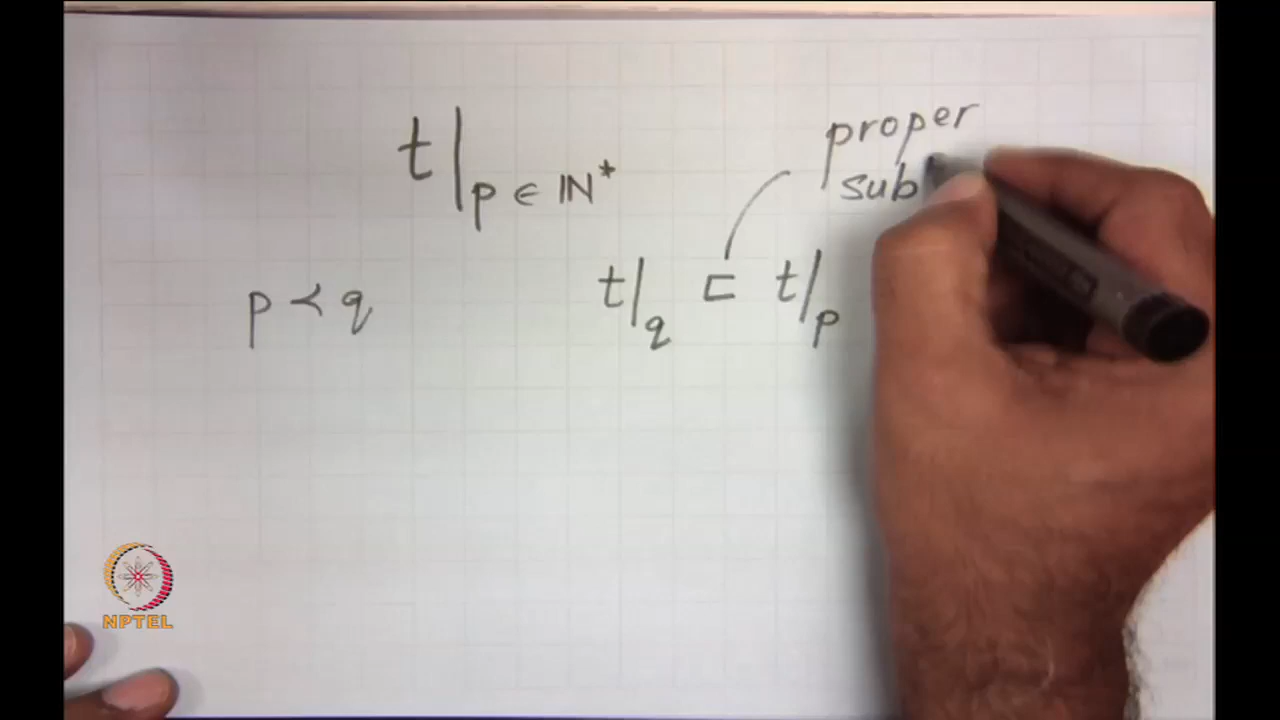 t|p ∈ ℕ*
proper
sub
p ≺ q
t|q ⊏ t|p
NPTEL